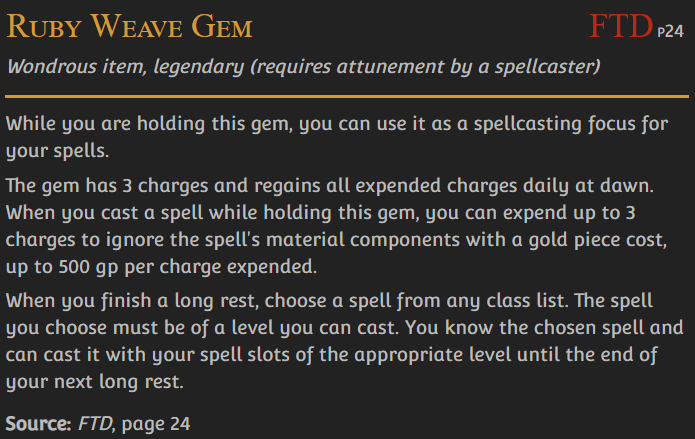 Ruby Weave Gem FTD P24
Wondrous item, legendary (requires attunement by a spellcaster)
While you are holding this gem, you can use it as a spellcasting focus for
your spells.
The gem has 3 charges and regains all expended charges daily at dawn.
When you cast a spell while holding this gem, you can expend up to 3
charges to ignore the spell's material components with a gold piece cost,
up to 500 gp per charge expended.
When you finish a long rest, choose a spell from any class list. The spell
you choose must be of a level you can cast. You know the chosen spell and
can cast it with your spell slots of the appropriate level until the end of
your next long rest.
Source: FTD, page 24